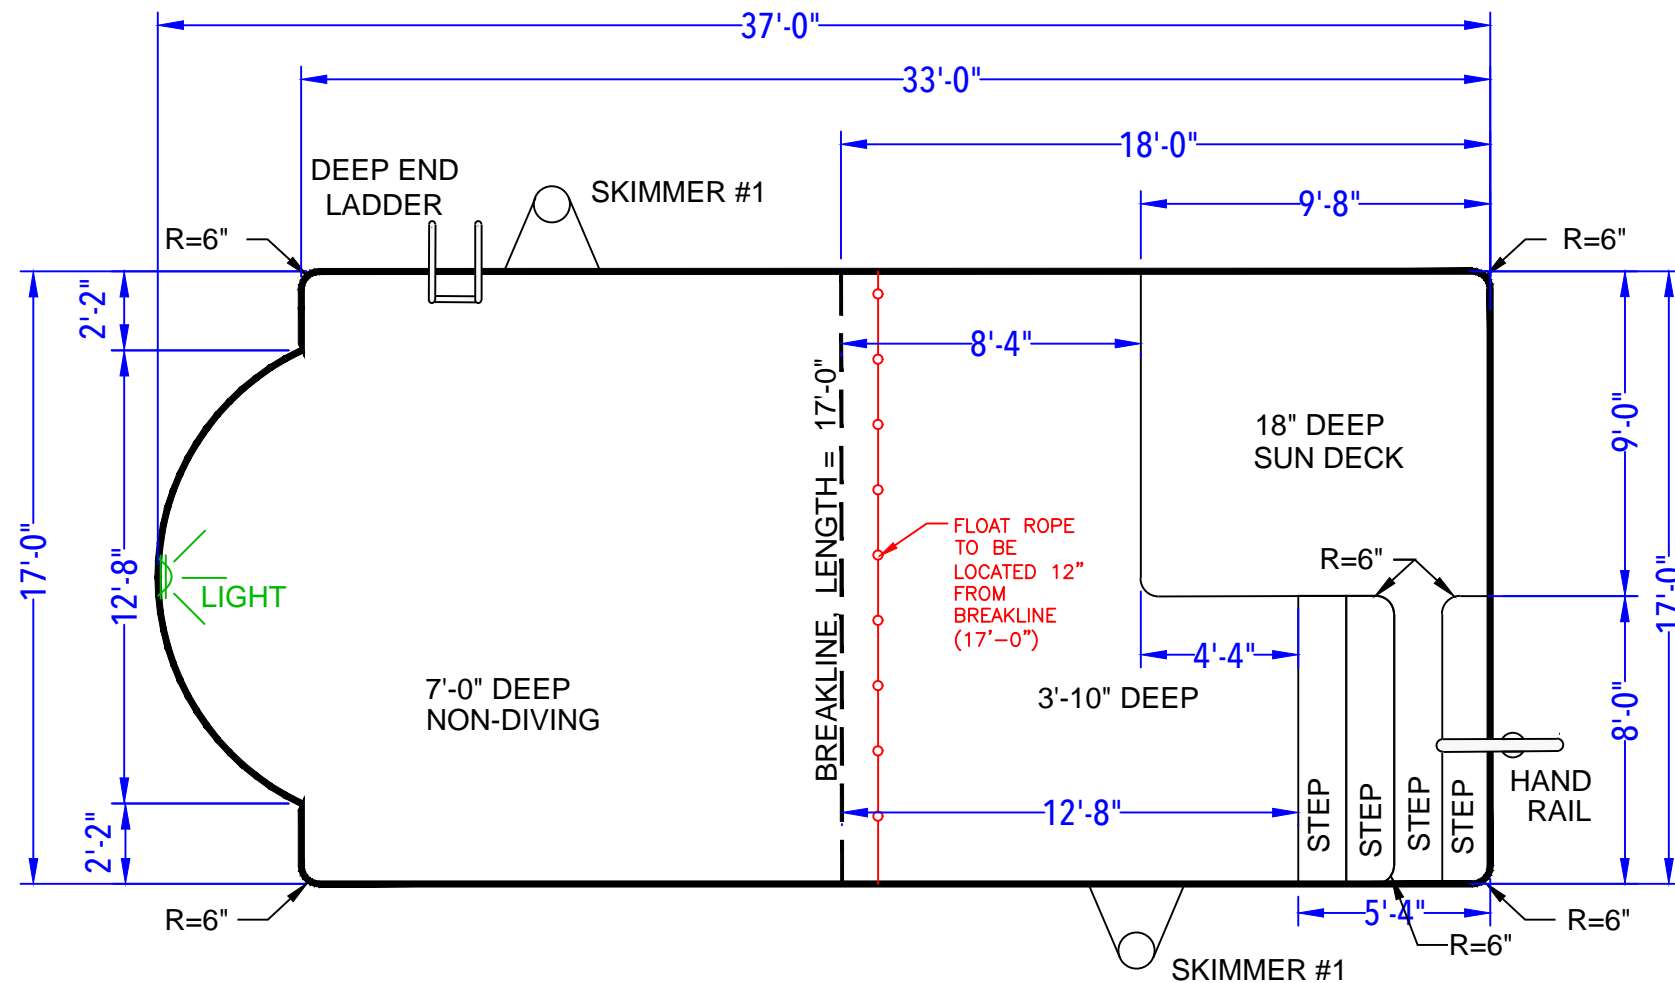 37'-0"
33'-0"
18'-0"
9'-8"
DEEP END
LADDER
SKIMMER #1
R=6"
R=6"
2'-2"
8'-4"
BREAKLINE, LENGTH = 17'-0"
18" DEEP
SUN DECK
9'-0"
17'-0"
12'-8"
LIGHT
FLOAT ROPE
TO BE
LOCATED 12"
FROM
BREAKLINE
(17'-0")
R=6"
17'-0"
4'-4"
7'-0" DEEP
NON-DIVING
3'-10" DEEP
8'-0"
12'-8"
STEP
STEP
STEP
STEP
HAND
RAIL
2'-2"
R=6"
5'-4"
R=6"
R=6"
SKIMMER #1